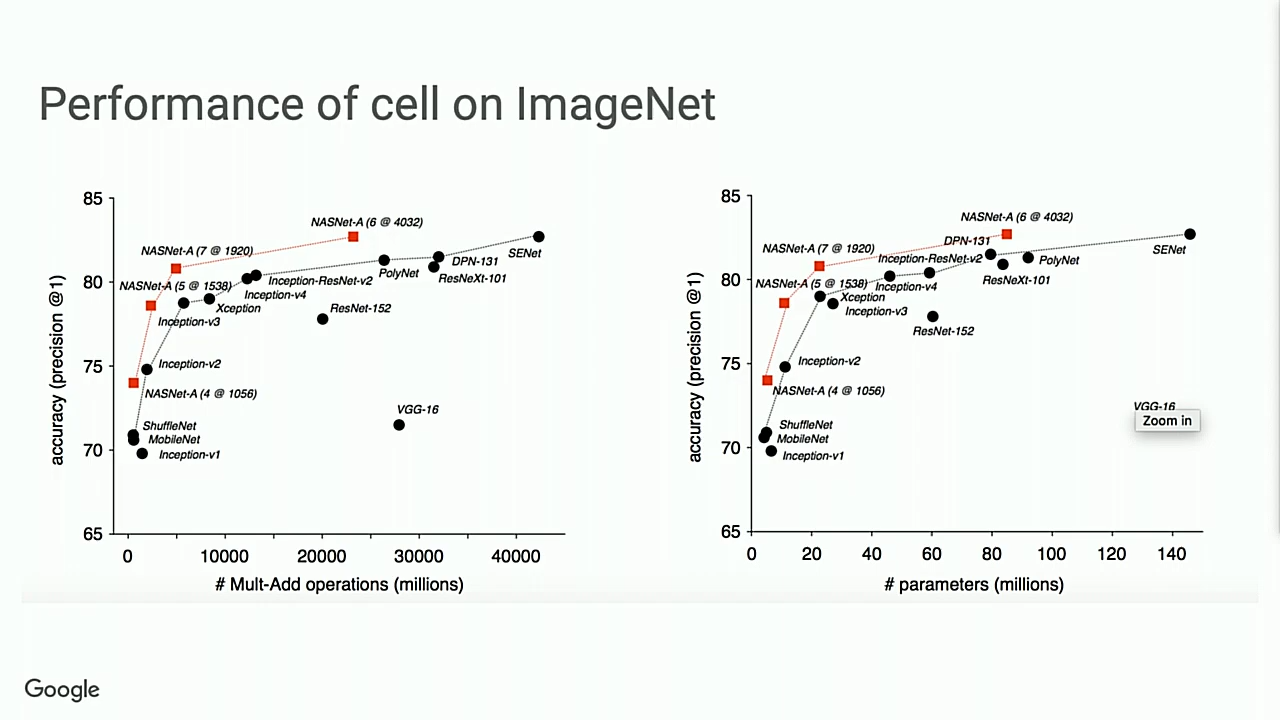 Performance of cell on ImageNet
85
80
75
70
65
accuracy (precision @1)
NASNet-A (6 @ 4032)
NASNet-A (7 @ 1920)
DPN-131
SENet
Inception-Resnet-v2
PolyNet
ResNeXt-101
NASNet-A (5 @ 1538)
Inception-v4
Xception
ResNet-152
Inception-v3
Inception-v2
NASNet-A (4 @ 1056)
VGG-16
ShuffleNet
MobileNet
Inception-v1
0 10000 20000 30000 40000
# Mult-Add operations (millions)
85
80
75
70
65
accuracy (precision @1)
NASNet-A (6 @ 4032)
DPN-131
NASNet-A (7 @ 1920)
SENet
Inception-ResNet-v2
PolyNet
NASNet-A (5 @ 1538)
Inception-v4
ResNeXt-101
Xception
Inception-v3
ResNet-152
Inception-v2
NASNet-A (4 @ 1056)
VGG-16
Zoom in
ShuffleNet
MobileNet
Inception-v1
0 20 40 60 80 100 120 140
# parameters (millions)
Google